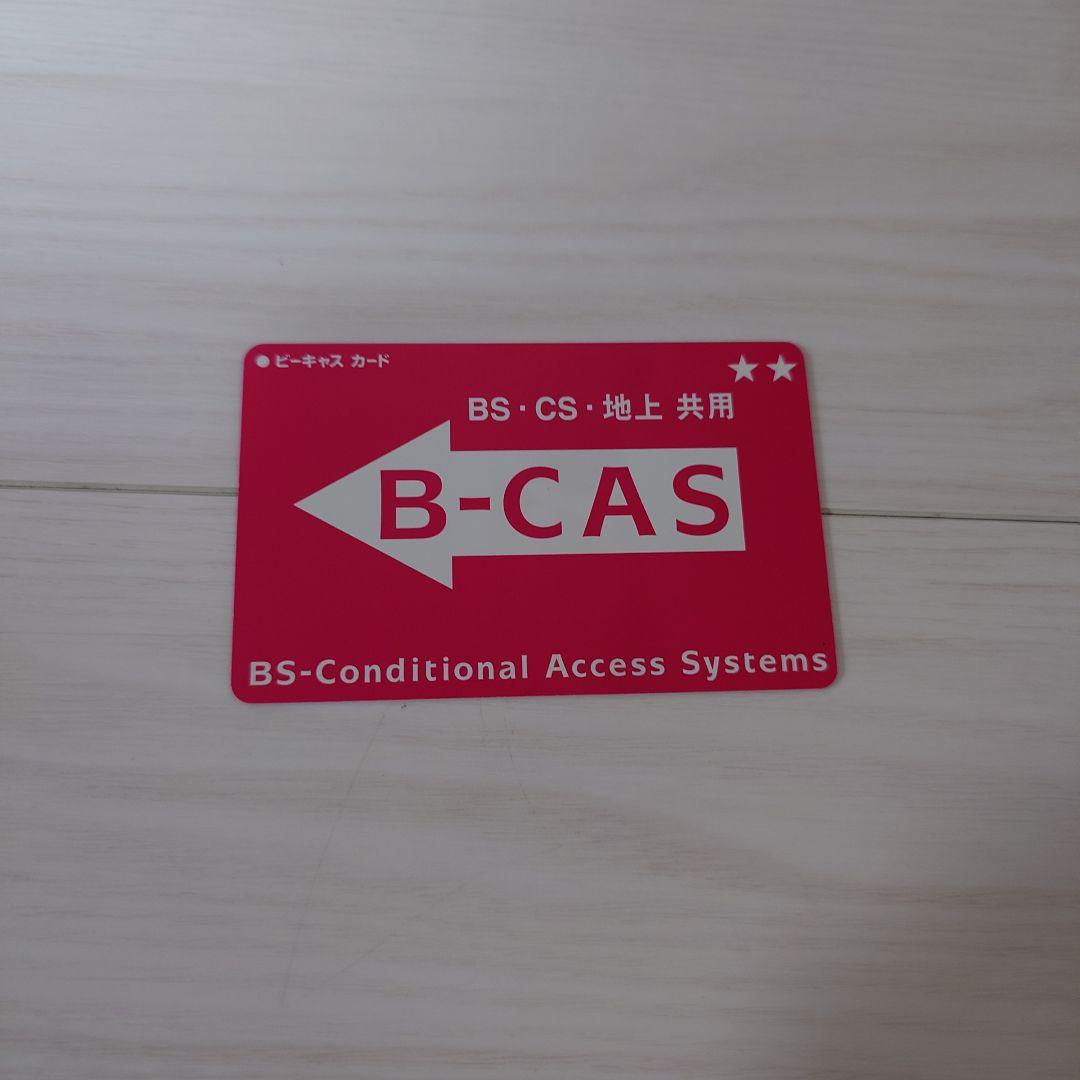 ●ビーキャス カード
★★
BS・CS・地上 共用
B-CAS
BS-Conditional Access Systems